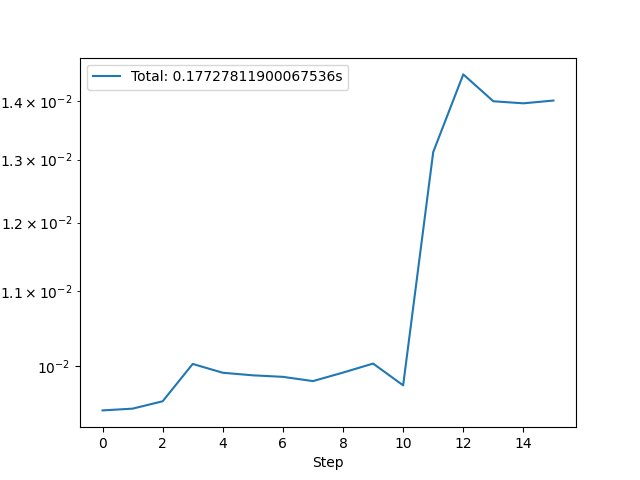 Total: 0.17727811900067536s
1.4 × 10⁻²
1.3 × 10⁻²
1.2 × 10⁻²
1.1 × 10⁻²
10⁻²
0 2 4 6 8 10 12 14
Step